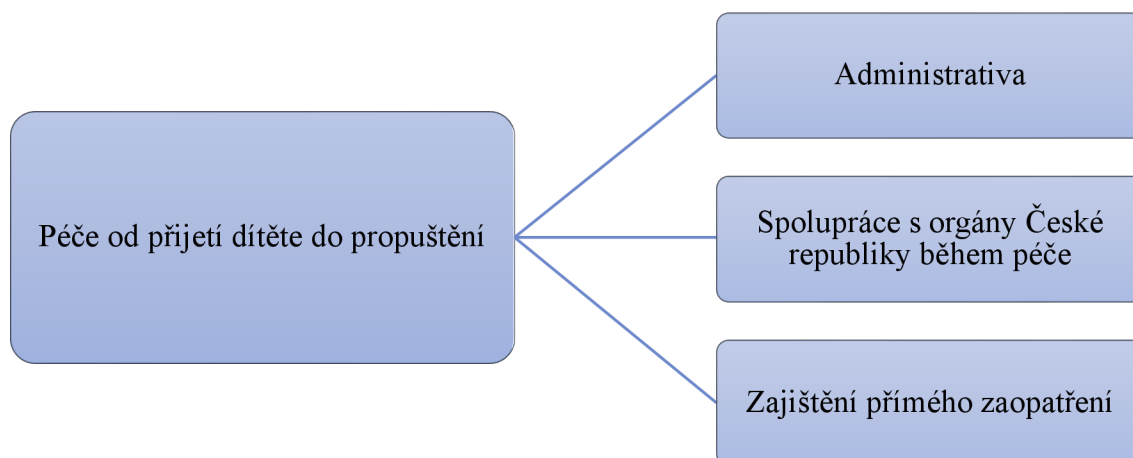 Péče od přijetí dítěte do propuštění
Administrativa
Spolupráce s orgány České
republiky během péče
Zajištění přímého zaopatření